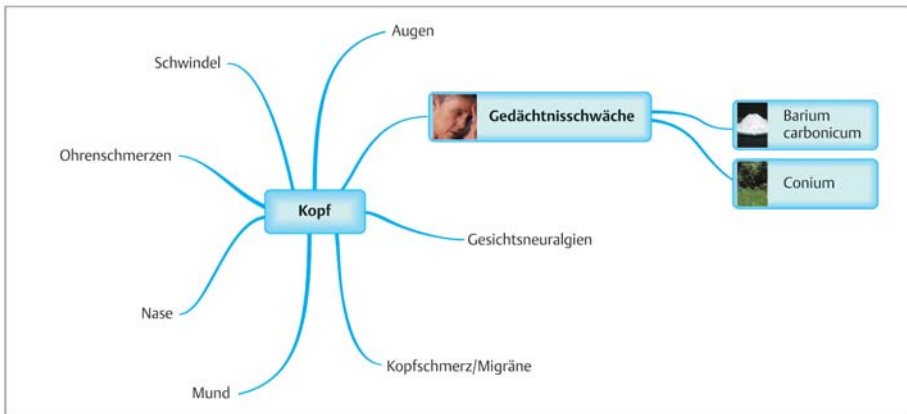 Augen
Schwindel
Gedächtnisschwäche
Barium
carbonicum
Ohrenschmerzen
Conium
Kopf
Gesichtsneuralgien
Nase
Kopfschmerz/Migräne
Mund